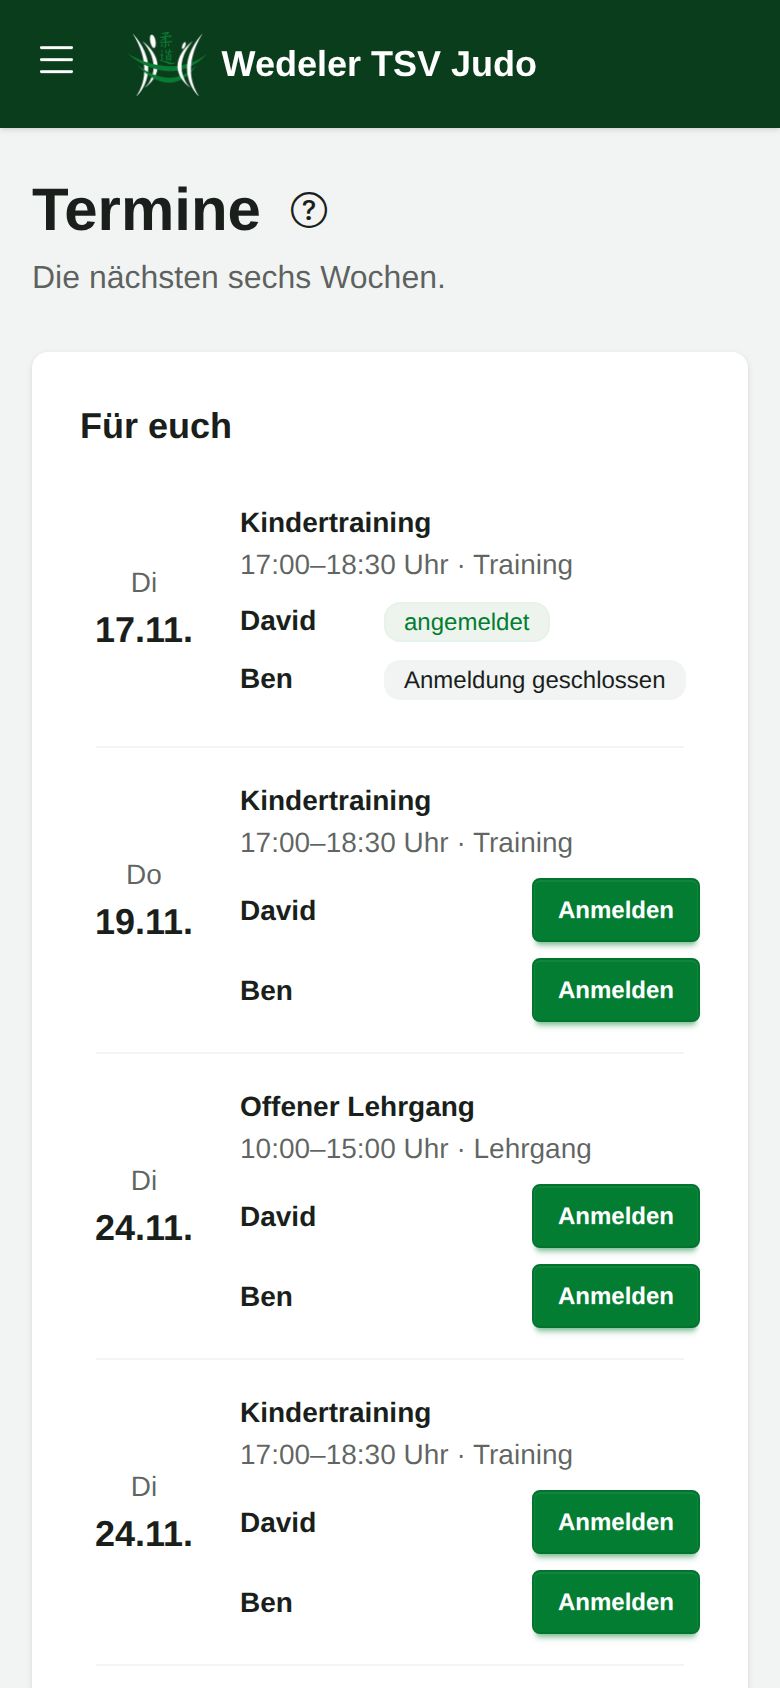 柔道
Wedeler TSV Judo
Termine ?
Die nächsten sechs Wochen.
Für euch
Di
17.11.
Kindertraining
17:00–18:30 Uhr · Training
David angemeldet
Ben Anmeldung geschlossen
Do
19.11.
Kindertraining
17:00–18:30 Uhr · Training
David Anmelden
Ben Anmelden
Di
24.11.
Offener Lehrgang
10:00–15:00 Uhr · Lehrgang
David Anmelden
Ben Anmelden
Di
24.11.
Kindertraining
17:00–18:30 Uhr · Training
David Anmelden
Ben Anmelden